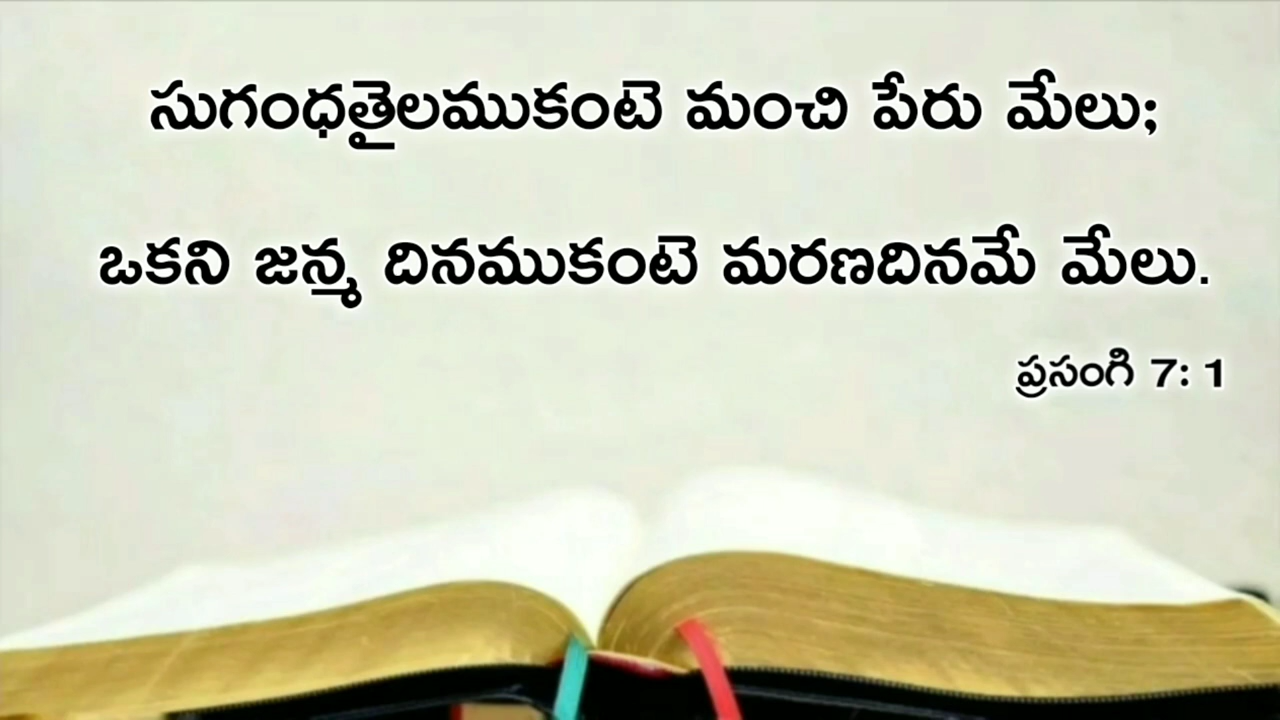 సుగంధతైలముకంటె మంచి పేరు మేలు;
ఒకని జన్మ దినముకంటె మరణదినమే మేలు.
ప్రసంగి 7: 1